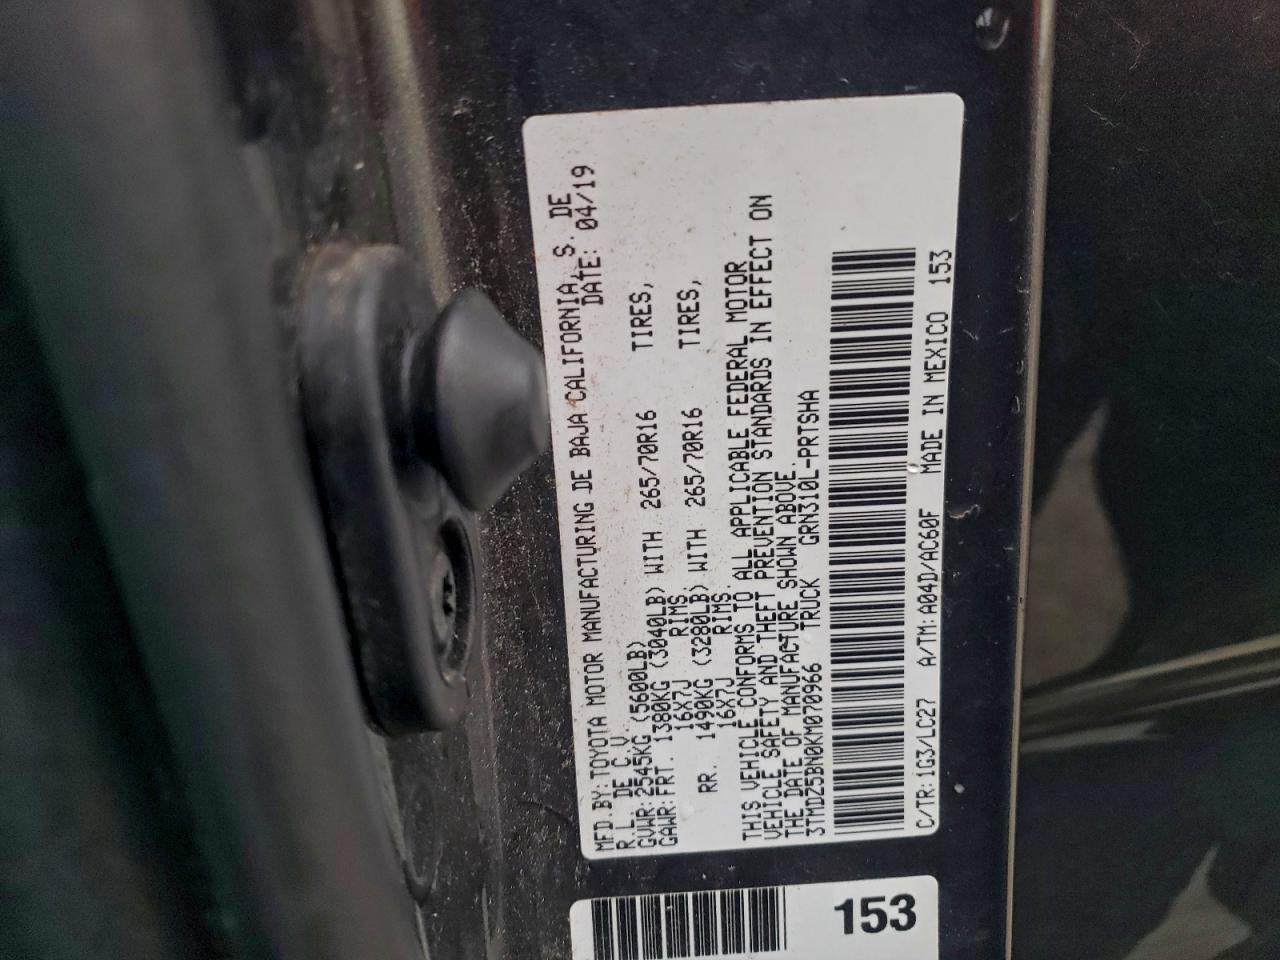 MFD.BY: TOYOTA MOTOR MANUFACTURING DE BAJA CALIFORNIA, S. DE
R.L. DE C.V. DATE: 04/19
GVWR: 2545KG (5600LB)
GAWR: FRT. 1380KG (3040LB) WITH 265/70R16 TIRES,
16X7J RIMS.
RR. 1490KG (3280LB) WITH 265/70R16 TIRES,
16X7J RIMS.
THIS VEHICLE CONFORMS TO ALL APPLICABLE FEDERAL MOTOR
VEHICLE SAFETY AND THEFT PREVENTION STANDARDS IN EFFECT ON
THE DATE OF MANUFACTURE SHOWN ABOVE.
3TMDZ5BN0KM070966 TRUCK GRN310L-PRTSHA
C/TR: 1G3/LC27 A/TM: A04D/AC60F MADE IN MEXICO 153
153